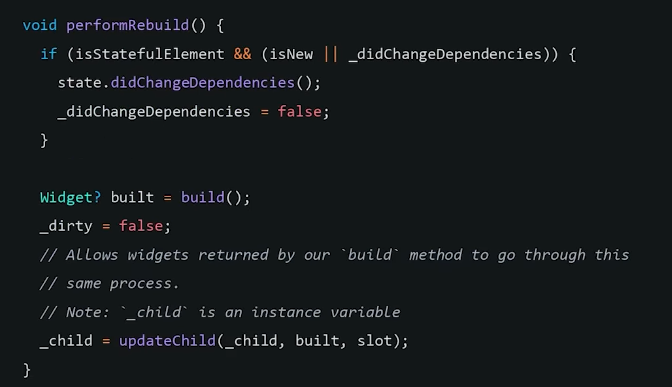 void performRebuild() {
  if (isStatefulElement && (isNew || _didChangeDependencies)) {
    state.didChangeDependencies();
    _didChangeDependencies = false;
  }

  Widget? built = build();
  _dirty = false;
  // Allows widgets returned by our `build` method to go through this
  // same process.
  // Note: `_child` is an instance variable
  _child = updateChild(_child, built, slot);
}